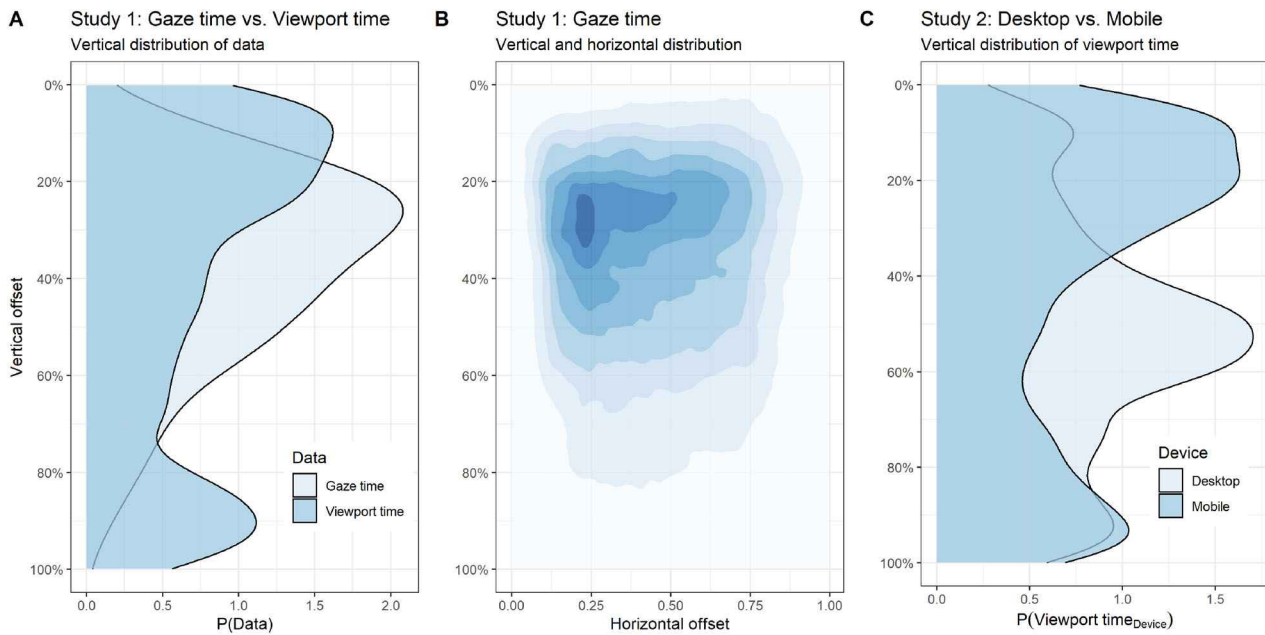 A Study 1: Gaze time vs. Viewport time
Vertical distribution of data
Vertical offset
0%
20%
40%
60%
80%
100%
Data
Gaze time
Viewport time
0.0 0.5 1.0 1.5 2.0
P(Data)
B Study 1: Gaze time
Vertical and horizontal distribution
0%
20%
40%
60%
80%
100%
0.00 0.25 0.50 0.75 1.00
Horizontal offset
C Study 2: Desktop vs. Mobile
Vertical distribution of viewport time
0%
20%
40%
60%
80%
100%
Device
Desktop
Mobile
0.0 0.5 1.0 1.5
P(Viewport timeDevice)